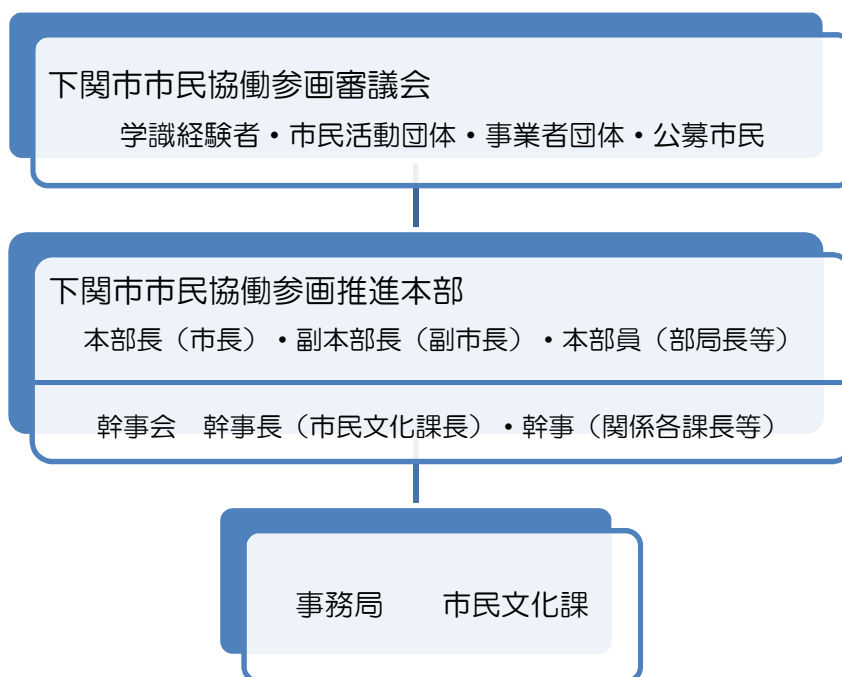 下関市市民協働参画審議会
学識経験者・市民活動団体・事業者団体・公募市民
下関市市民協働参画推進本部
本部長（市長）・副本部長（副市長）・本部員（部局長等）
幹事会　幹事長（市民文化課長）・幹事（関係各課長等）
事務局　　市民文化課